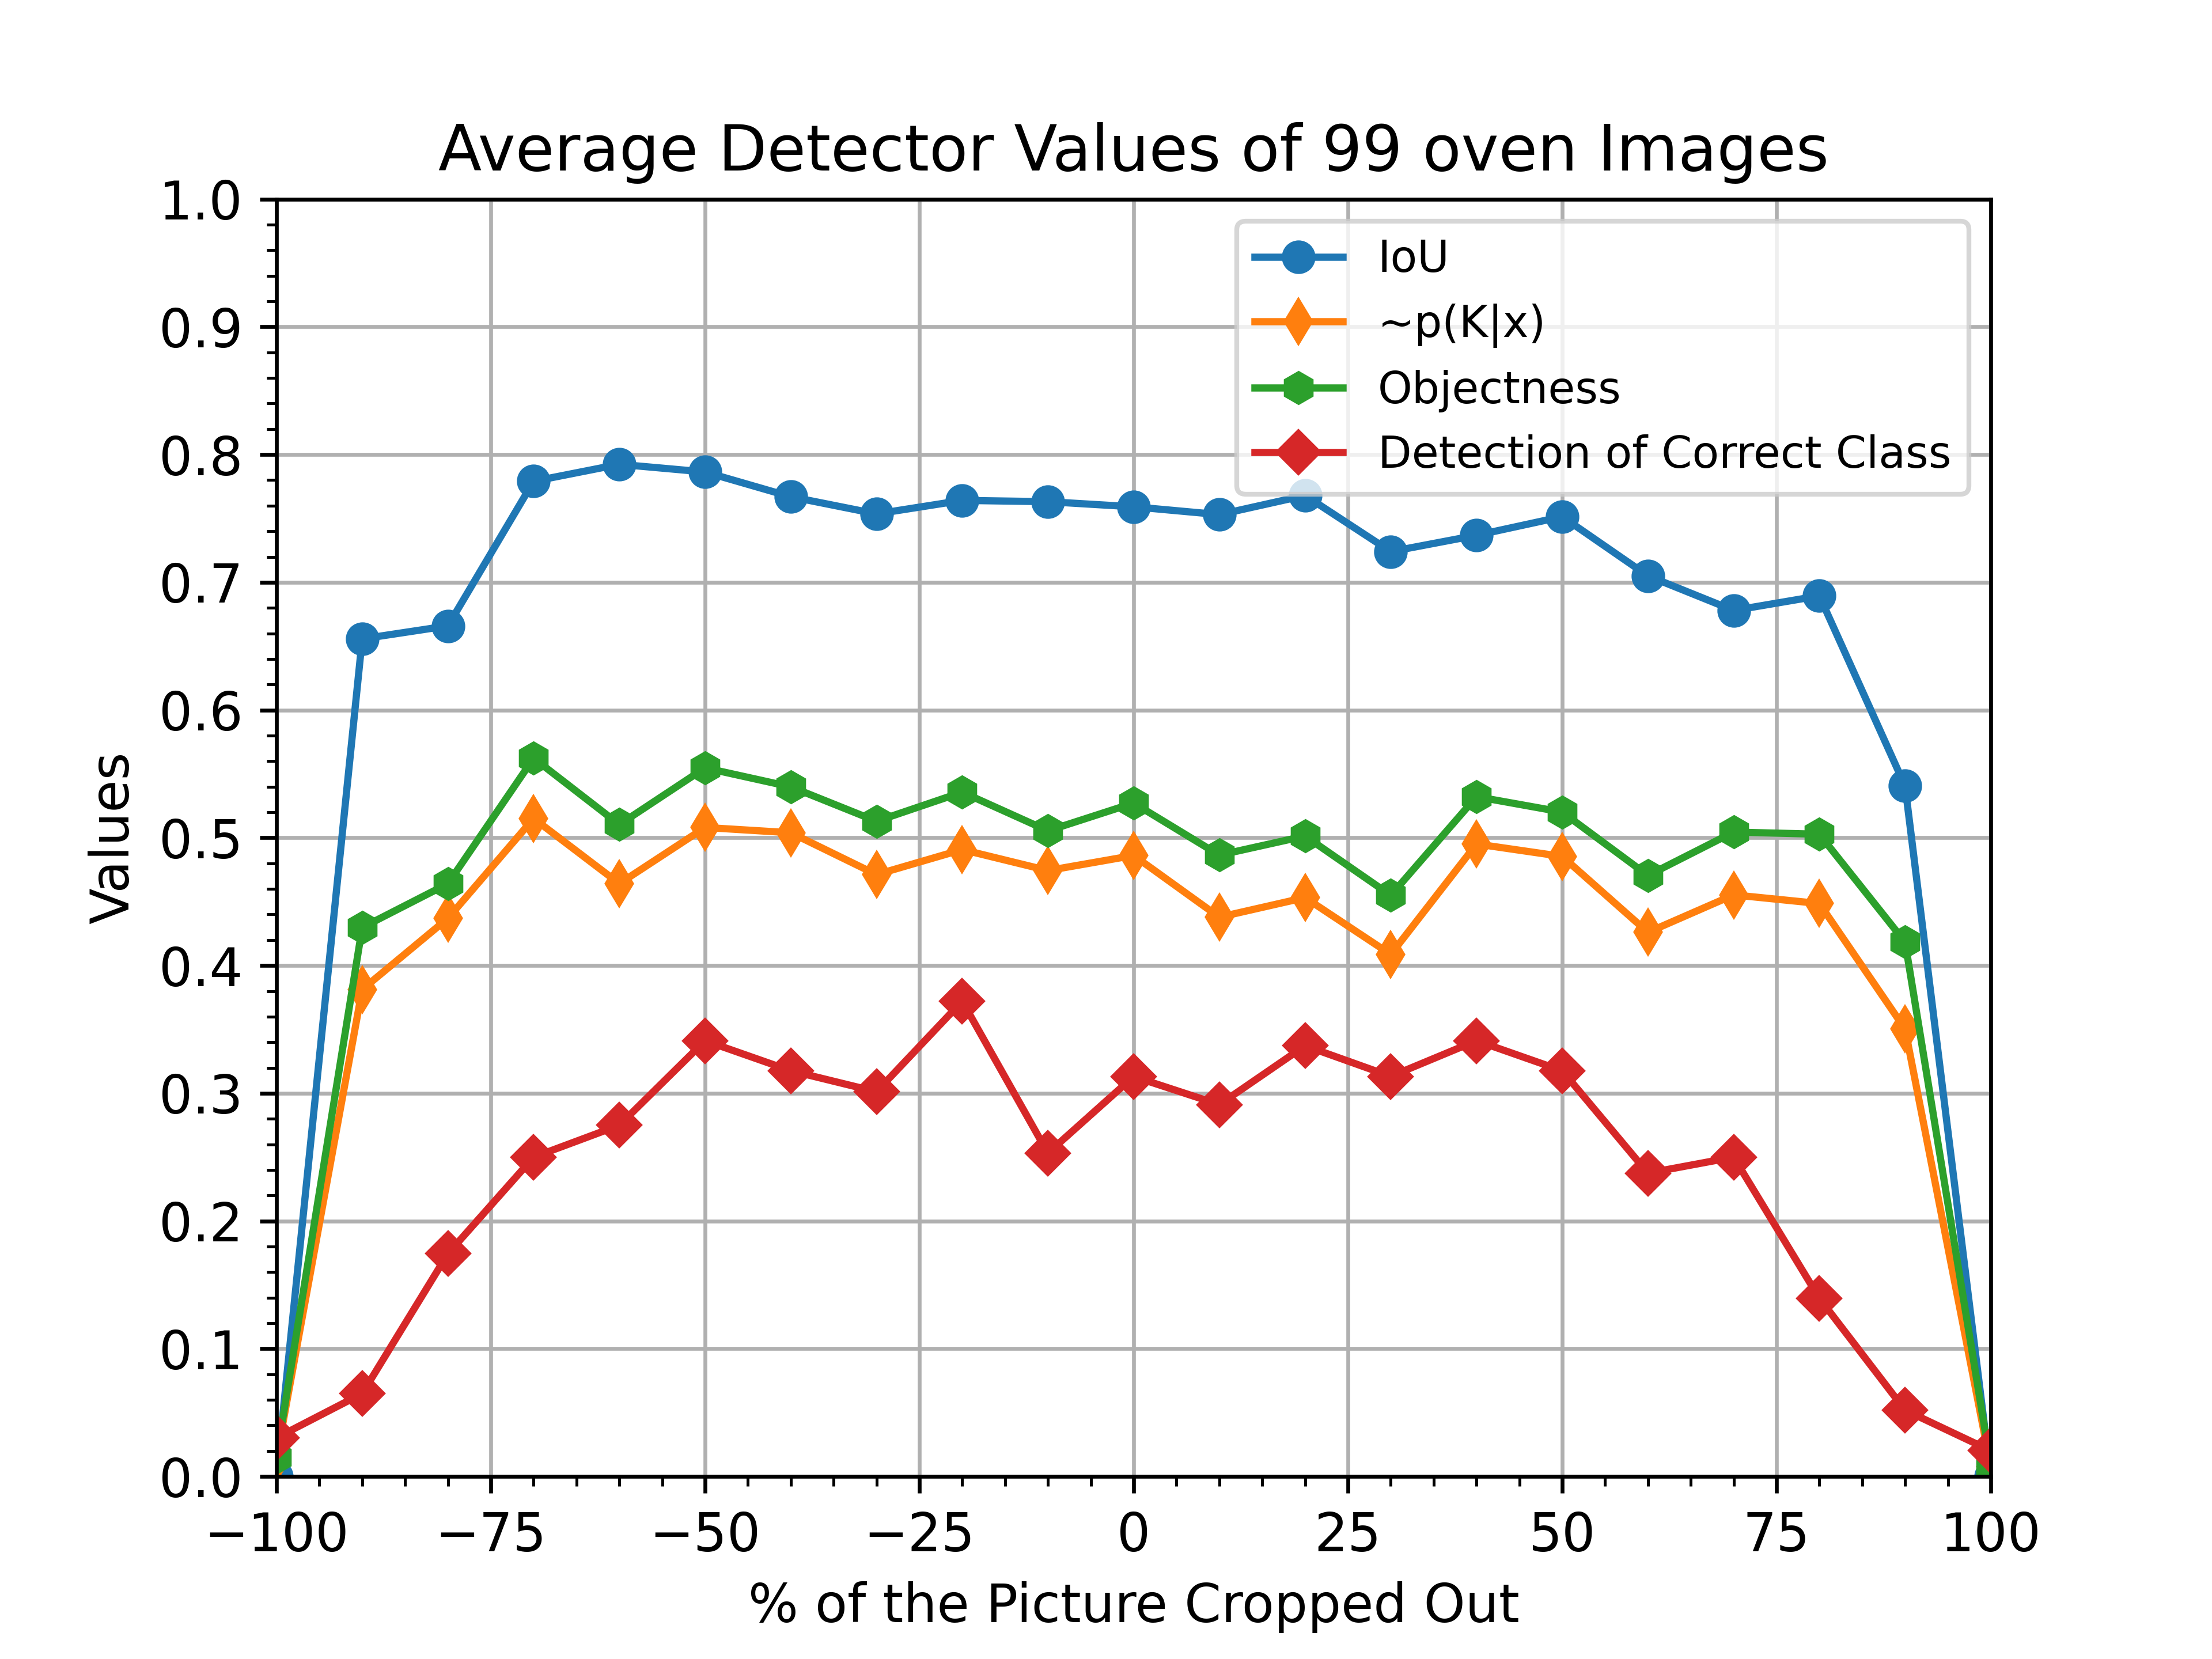 Average Detector Values of 99 oven Images
1.0
0.9
0.8
0.7
0.6
0.5
0.4
0.3
0.2
0.1
0.0
Values
IoU
~p(K|x)
Objectness
Detection of Correct Class
−100 −75 −50 −25 0 25 50 75 100
% of the Picture Cropped Out